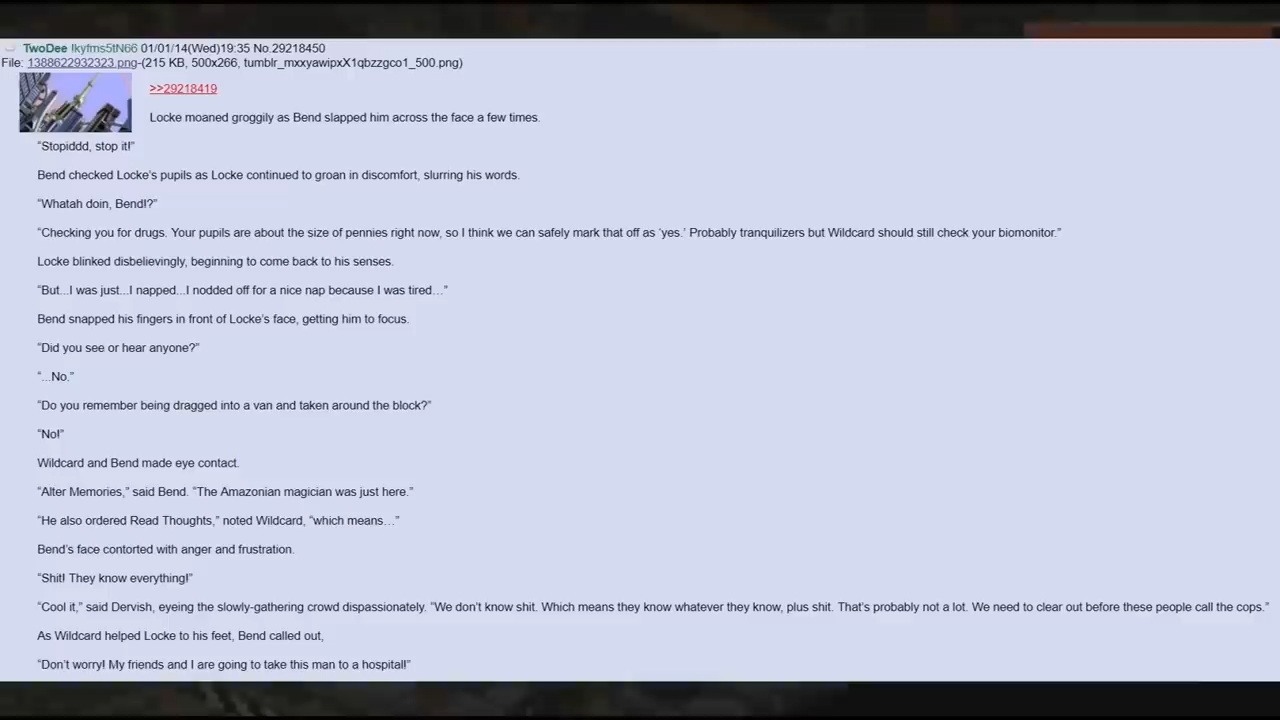 TwoDee !kyfms5tN66 01/01/14(Wed)19:35 No.29218450
File: 1388622932323.png-(215 KB, 500x266, tumblr_mxxyawipxX1qbzzgco1_500.png)
>>29218419
Locke moaned groggily as Bend slapped him across the face a few times.
“Stopiddd, stop it!”
Bend checked Locke’s pupils as Locke continued to groan in discomfort, slurring his words.
“Whatah doin, Bend!?”
“Checking you for drugs. Your pupils are about the size of pennies right now, so I think we can safely mark that off as ‘yes.’ Probably tranquilizers but Wildcard should still check your biomonitor.”
Locke blinked disbelievingly, beginning to come back to his senses.
“But...I was just...I napped...I nodded off for a nice nap because I was tired…”
Bend snapped his fingers in front of Locke’s face, getting him to focus.
“Did you see or hear anyone?”
“...No.”
“Do you remember being dragged into a van and taken around the block?”
“No!”
Wildcard and Bend made eye contact.
“Alter Memories,” said Bend. “The Amazonian magician was just here.”
“He also ordered Read Thoughts,” noted Wildcard, “which means…”
Bend’s face contorted with anger and frustration.
“Shit! They know everything!”
“Cool it,” said Dervish, eyeing the slowly-gathering crowd dispassionately. “We don’t know shit. Which means they know whatever they know, plus shit. That’s probably not a lot. We need to clear out before these people call the cops.”
As Wildcard helped Locke to his feet, Bend called out,
“Don’t worry! My friends and I are going to take this man to a hospital!”